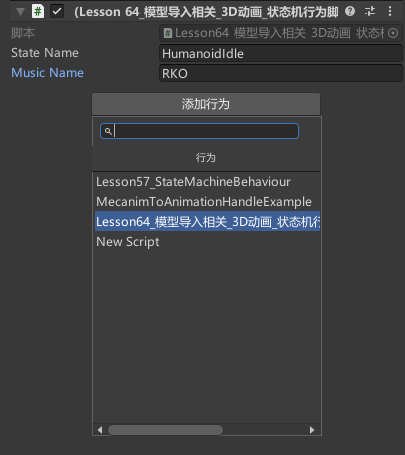 (Lesson 64_模型导入相关_3D动画_状态机行为脚
脚本 Lesson64_模型导入相关_3D动画_状态机
State Name HumanoidIdle
Music Name RKO
添加行为
行为
Lesson57_StateMachineBehaviour
MecanimToAnimationHandleExample
Lesson64_模型导入相关_3D动画_状态机行
New Script